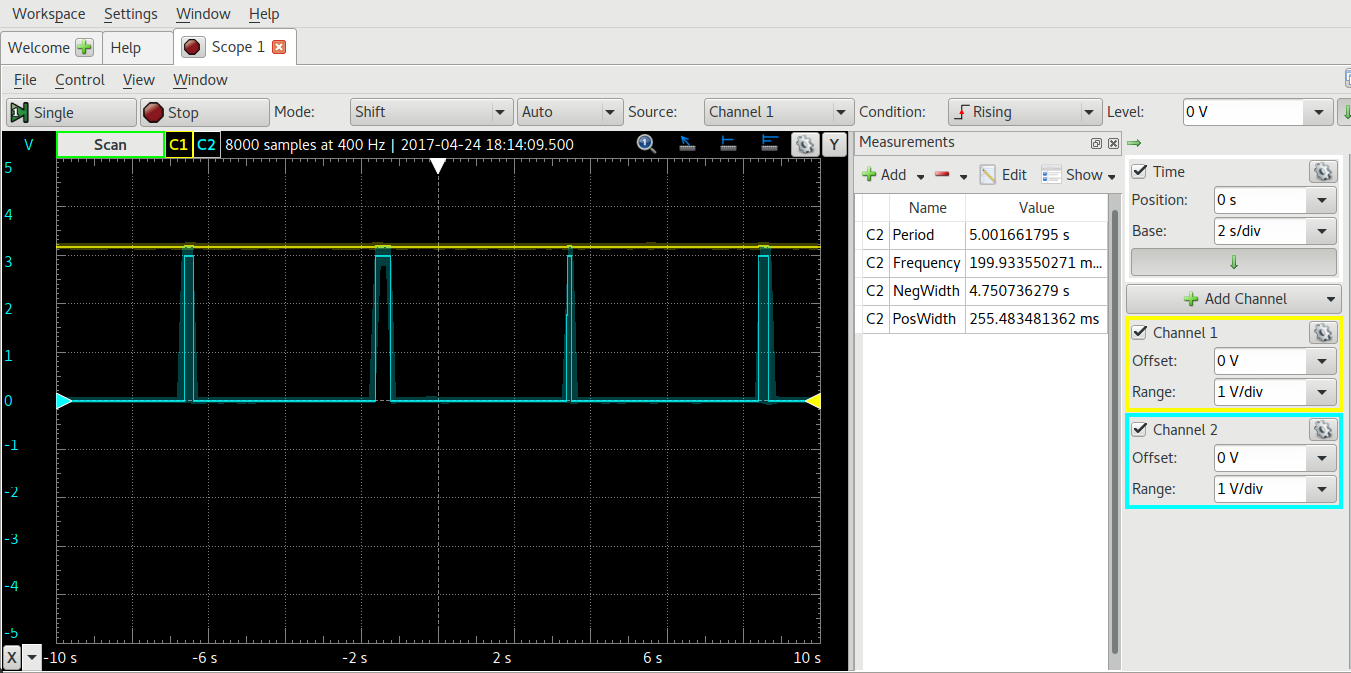 Workspace Settings Window Help
Welcome Help Scope 1
File Control View Window
Single Stop Mode: Shift Auto Source: Channel 1 Condition: Rising Level: 0 V
V Scan C1 C2 8000 samples at 400 Hz | 2017-04-24 18:14:09.500 Y
Measurements
Add Edit Show
Name Value
C2 Period 5.001661795 s
C2 Frequency 199.933550271 m...
C2 NegWidth 4.750736279 s
C2 PosWidth 255.483481362 ms
Time
Position: 0 s
Base: 2 s/div
Add Channel
Channel 1
Offset: 0 V
Range: 1 V/div
Channel 2
Offset: 0 V
Range: 1 V/div
5
4
3
2
1
0
-1
-2
-3
-4
-5
X -10 s -6 s -2 s 2 s 6 s 10 s